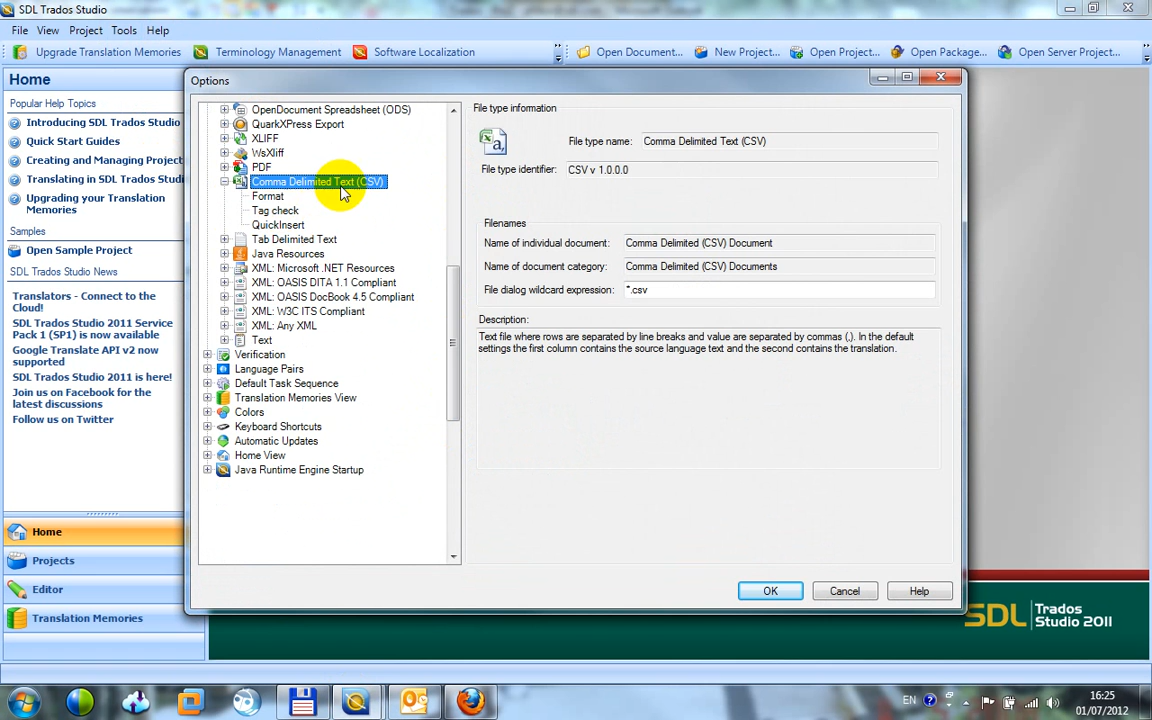 SDL Trados Studio
File View Project Tools Help
Upgrade Translation Memories Terminology Management Software Localization Open Document... New Project... Open Project... Open Package... Open Server Project...
Home
Popular Help Topics
Introducing SDL Trados Studio
Quick Start Guides
Creating and Managing Project
Translating in SDL Trados Studi
Upgrading your Translation
Memories
Samples
Open Sample Project
SDL Trados Studio News
Translators - Connect to the
Cloud!
SDL Trados Studio 2011 Service
Pack 1 (SP1) is now available
Google Translate API v2 now
supported
SDL Trados Studio 2011 is here!
Join us on Facebook for the
latest discussions
Follow us on Twitter
Home
Projects
Editor
Translation Memories
Options
OpenDocument Spreadsheet (ODS)
QuarkXPress Export
XLIFF
WsXliff
PDF
Comma Delimited Text (CSV)
Format
Tag check
QuickInsert
Tab Delimited Text
Java Resources
XML: Microsoft .NET Resources
XML: OASIS DITA 1.1 Compliant
XML: OASIS DocBook 4.5 Compliant
XML: W3C ITS Compliant
XML: Any XML
Text
Verification
Language Pairs
Default Task Sequence
Translation Memories View
Colors
Keyboard Shortcuts
Automatic Updates
Home View
Java Runtime Engine Startup
File type information
File type name: Comma Delimited Text (CSV)
File type identifier: CSV v 1.0.0.0
Filenames
Name of individual document: Comma Delimited (CSV) Document
Name of document category: Comma Delimited (CSV) Documents
File dialog wildcard expression: *.csv
Description:
Text file where rows are separated by line breaks and value are separated by commas (,). In the default
settings the first column contains the source language text and the second contains the translation.
OK Cancel Help
SDL Trados
Studio 2011
EN
16:25
01/07/2012